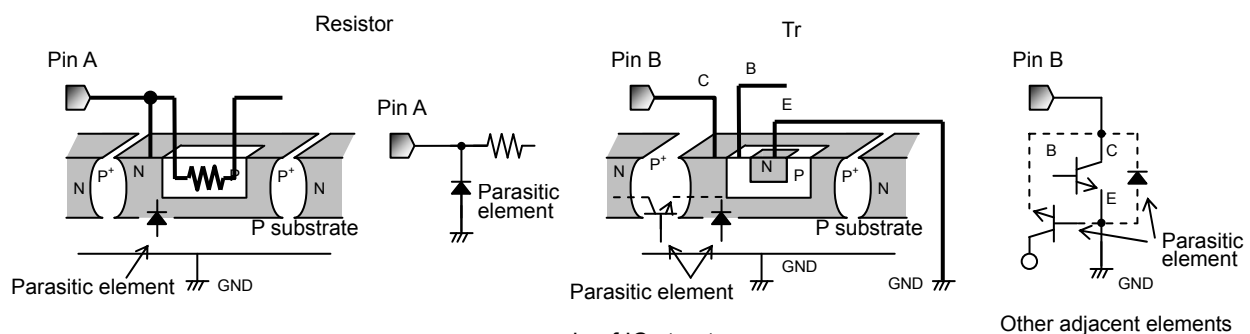 Resistor
Tr
Pin A
Pin B
Pin B
C
B
E
Pin A
N
P+
N
P
P+
N
Parasitic
element
P substrate
Parasitic element
GND
N
P+
N
P
P+
N
P substrate
Parasitic element
GND
GND
B
C
E
Parasitic
element
GND
Other adjacent elements